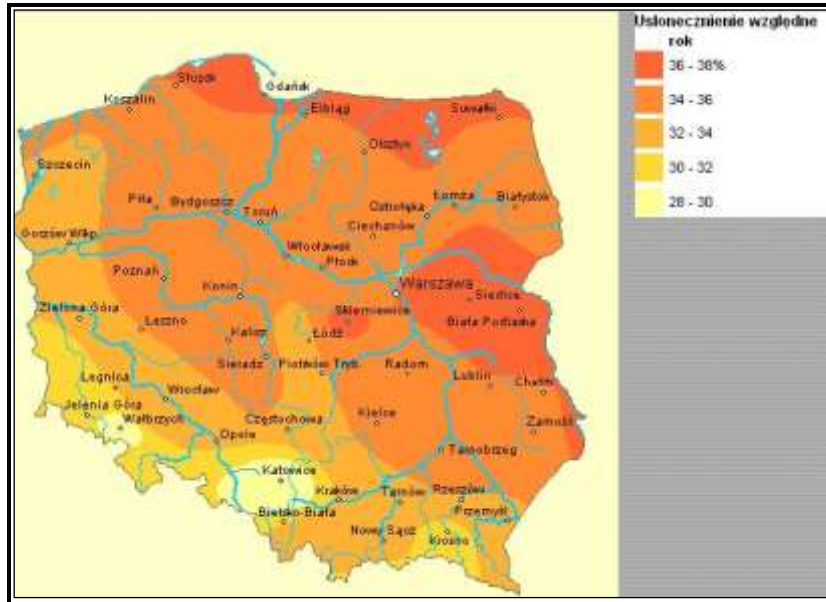 Usłonecznienie względne
rok
36 - 38%
34 - 36
32 - 34
30 - 32
28 - 30
Słupsk
Gdańsk
Koszalin
Elbląg
Suwałki
Olsztyn
Szczecin
Piła
Bydgoszcz
Toruń
Ostrołęka
Łomża
Białystok
Ciechanów
Gorzów Wlkp.
Włocławek
Płock
Poznań
Konin
Warszawa
Siedlce
Zielona Góra
Leszno
Kalisz
Skierniewice
Łódź
Biała Podlaska
Sieradz
Piotrków Tryb.
Radom
Lublin
Chełm
Legnica
Wrocław
Jelenia Góra
Wałbrzych
Częstochowa
Kielce
Zamość
Opole
Tarnobrzeg
Katowice
Kraków
Tarnów
Rzeszów
Przemyśl
Bielsko-Biała
Nowy Sącz
Krosno